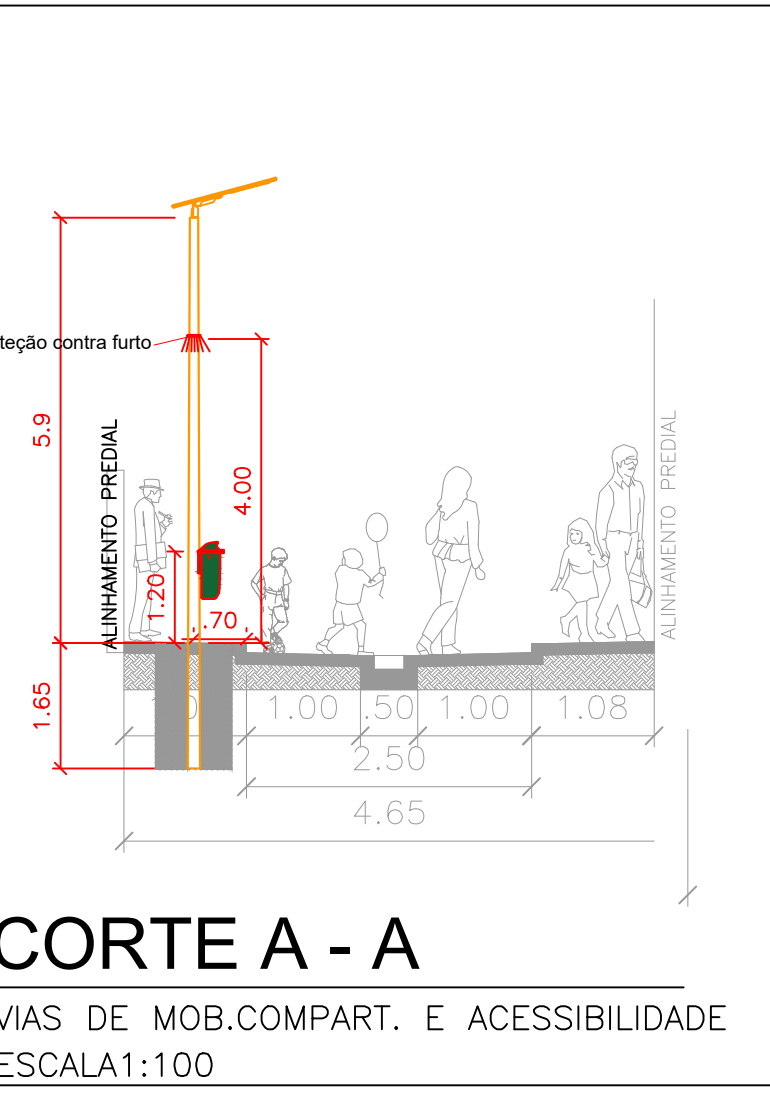 teção contra furto
5.9
4.00
ALINHAMENTO PREDIAL
ALINHAMENTO PREDIAL
1.20
.70
1.65
1.00
.50
1.00
1.08
2.50
4.65
CORTE A - A
VIAS DE MOB.COMPART. E ACESSIBILIDADE
ESCALA1:100